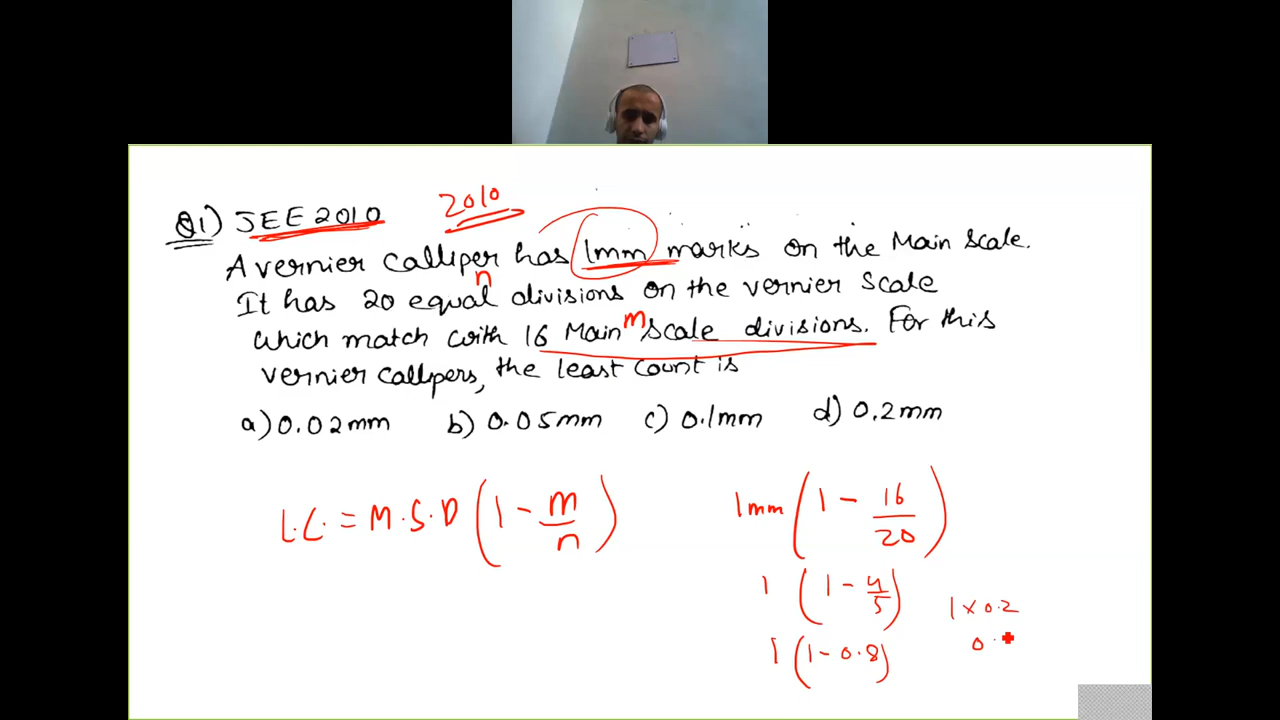 Q1) JEE 2010 2010
A vernier calliper has 1mm marks on the Main Scale.
n
It has 20 equal divisions on the vernier scale
m
which match with 16 Main scale divisions. For this
vernier callipers, the least count is
a) 0.02mm b) 0.05mm c) 0.1mm d) 0.2mm
L.C. = M.S.D (1 - m/n) 1mm (1 - 16/20)
1 (1 - 4/5)
1 x 0.2
1 (1 - 0.8)
0.